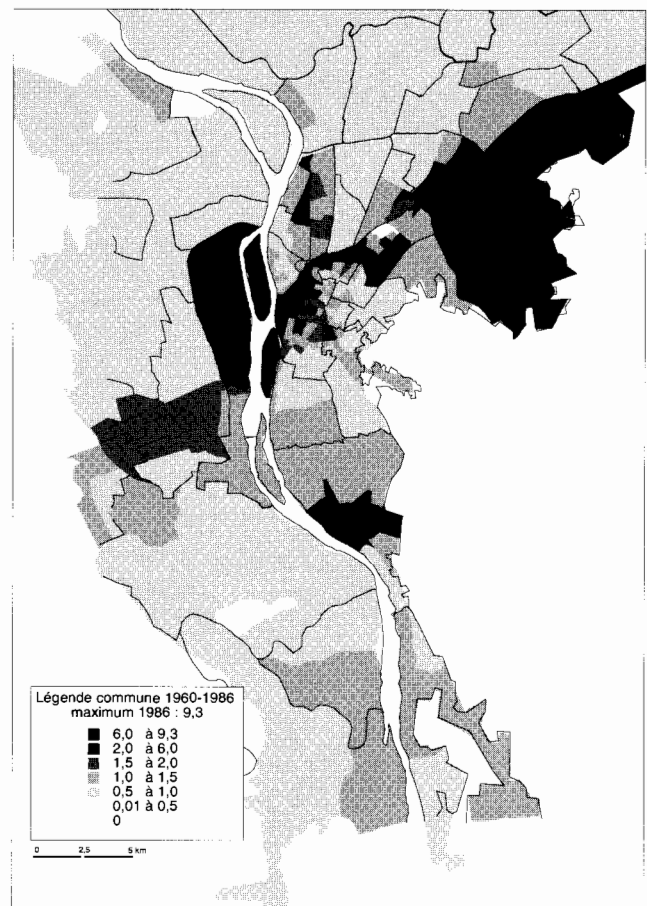 Légende commune 1960-1986
maximum 1986 : 9,3
6,0 à 9,3
2,0 à 6,0
1,5 à 2,0
1,0 à 1,5
0,5 à 1,0
0,01 à 0,5
0
0 2,5 5 km